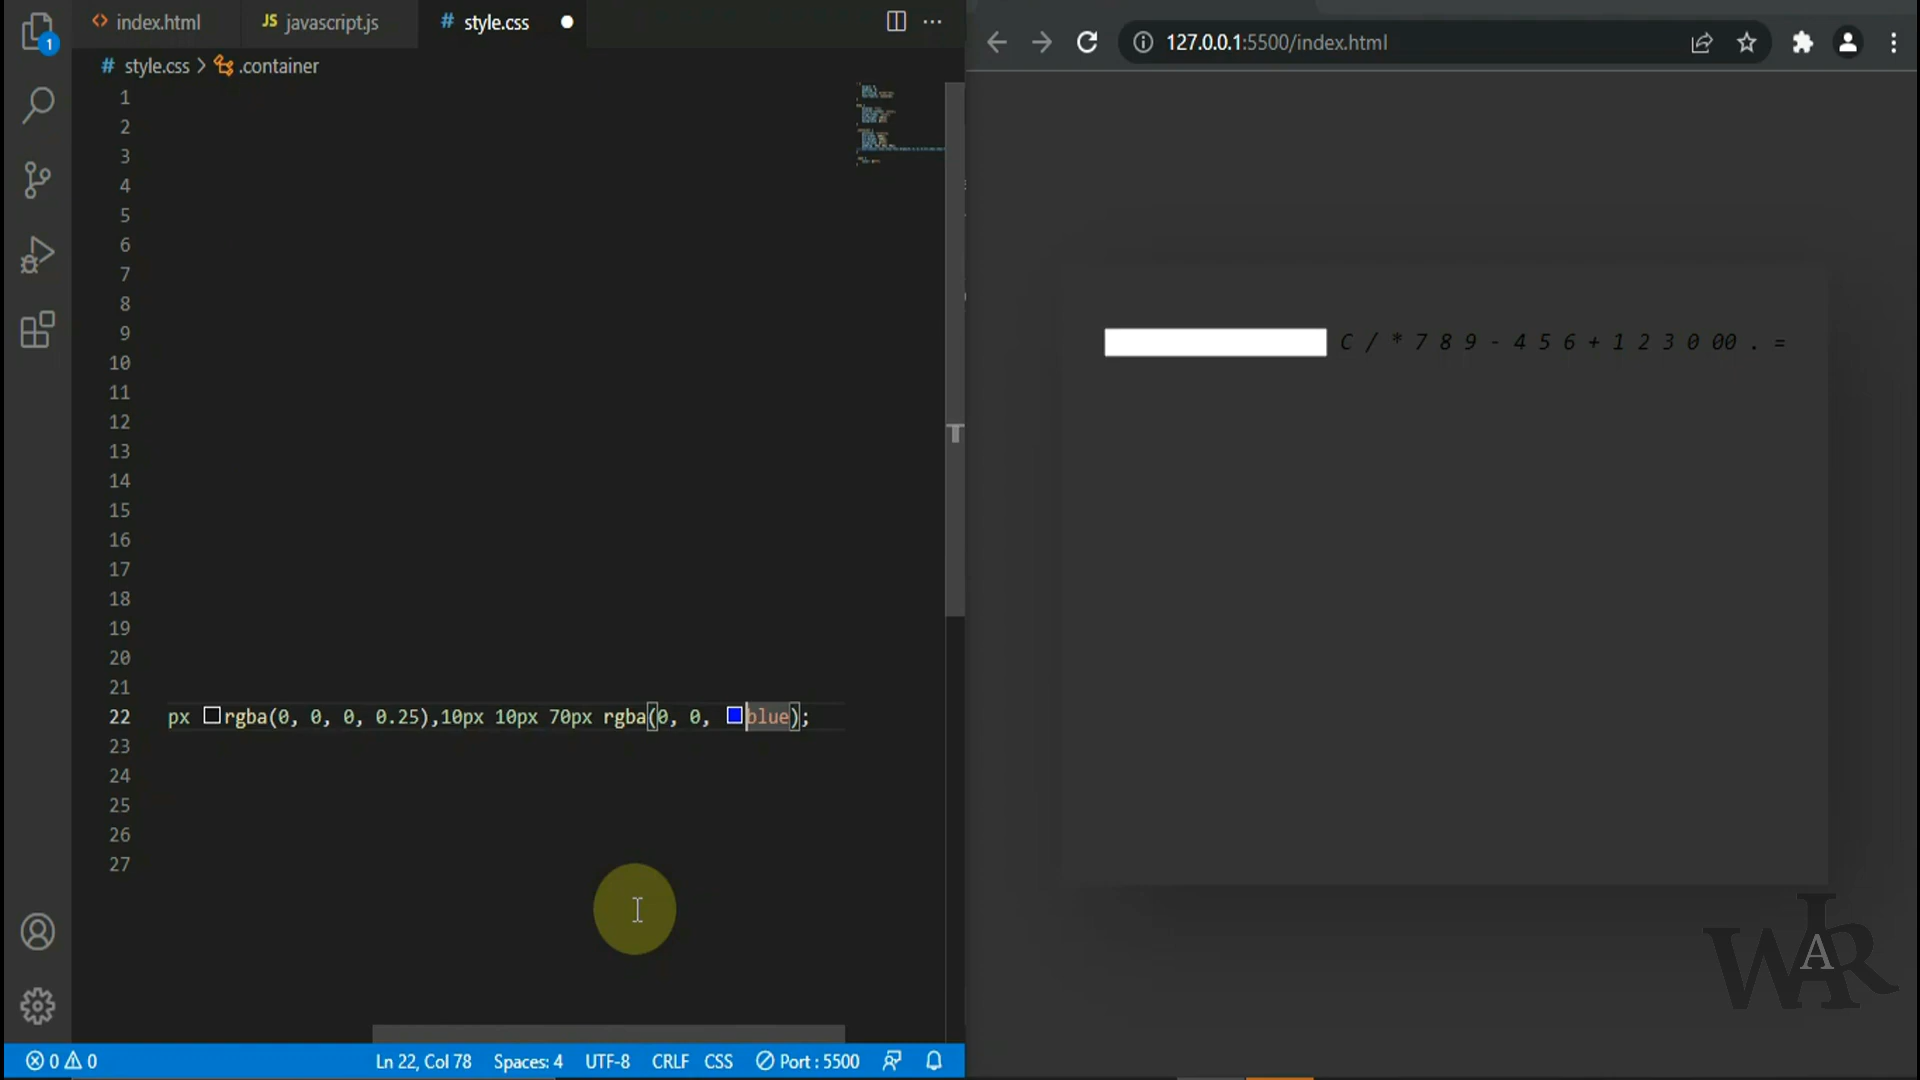 index.html
JS javascript.js
# style.css
# style.css > .container
127.0.0.1:5500/index.html
1
1
2
3
4
5
6
7
8
9
10
11
12
13
14
15
16
17
18
19
20
21
22 px rgba(0, 0, 0, 0.25),10px 10px 70px rgba(0, 0, blue);
23
24
25
26
27
C / * 7 8 9 - 4 5 6 + 1 2 3 0 00 . =
WAR
0 0
Ln 22, Col 78
Spaces: 4
UTF-8
CRLF
CSS
Port : 5500